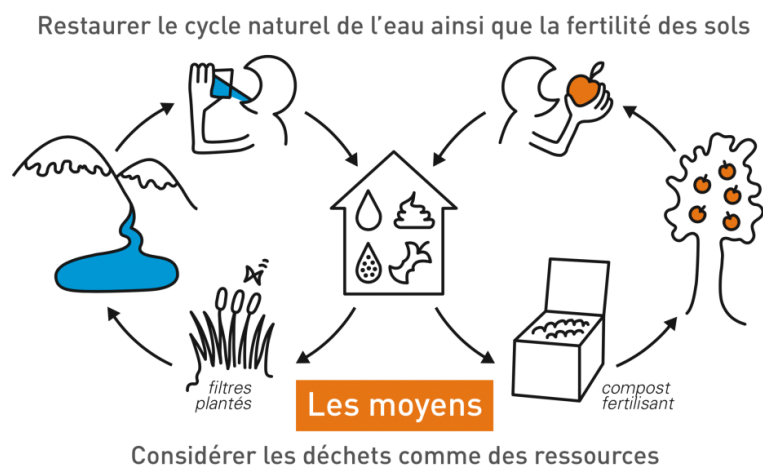 Restaurer le cycle naturel de l'eau ainsi que la fertilité des sols
filtres
plantés
Les moyens
compost
fertilisant
Considérer les déchets comme des ressources